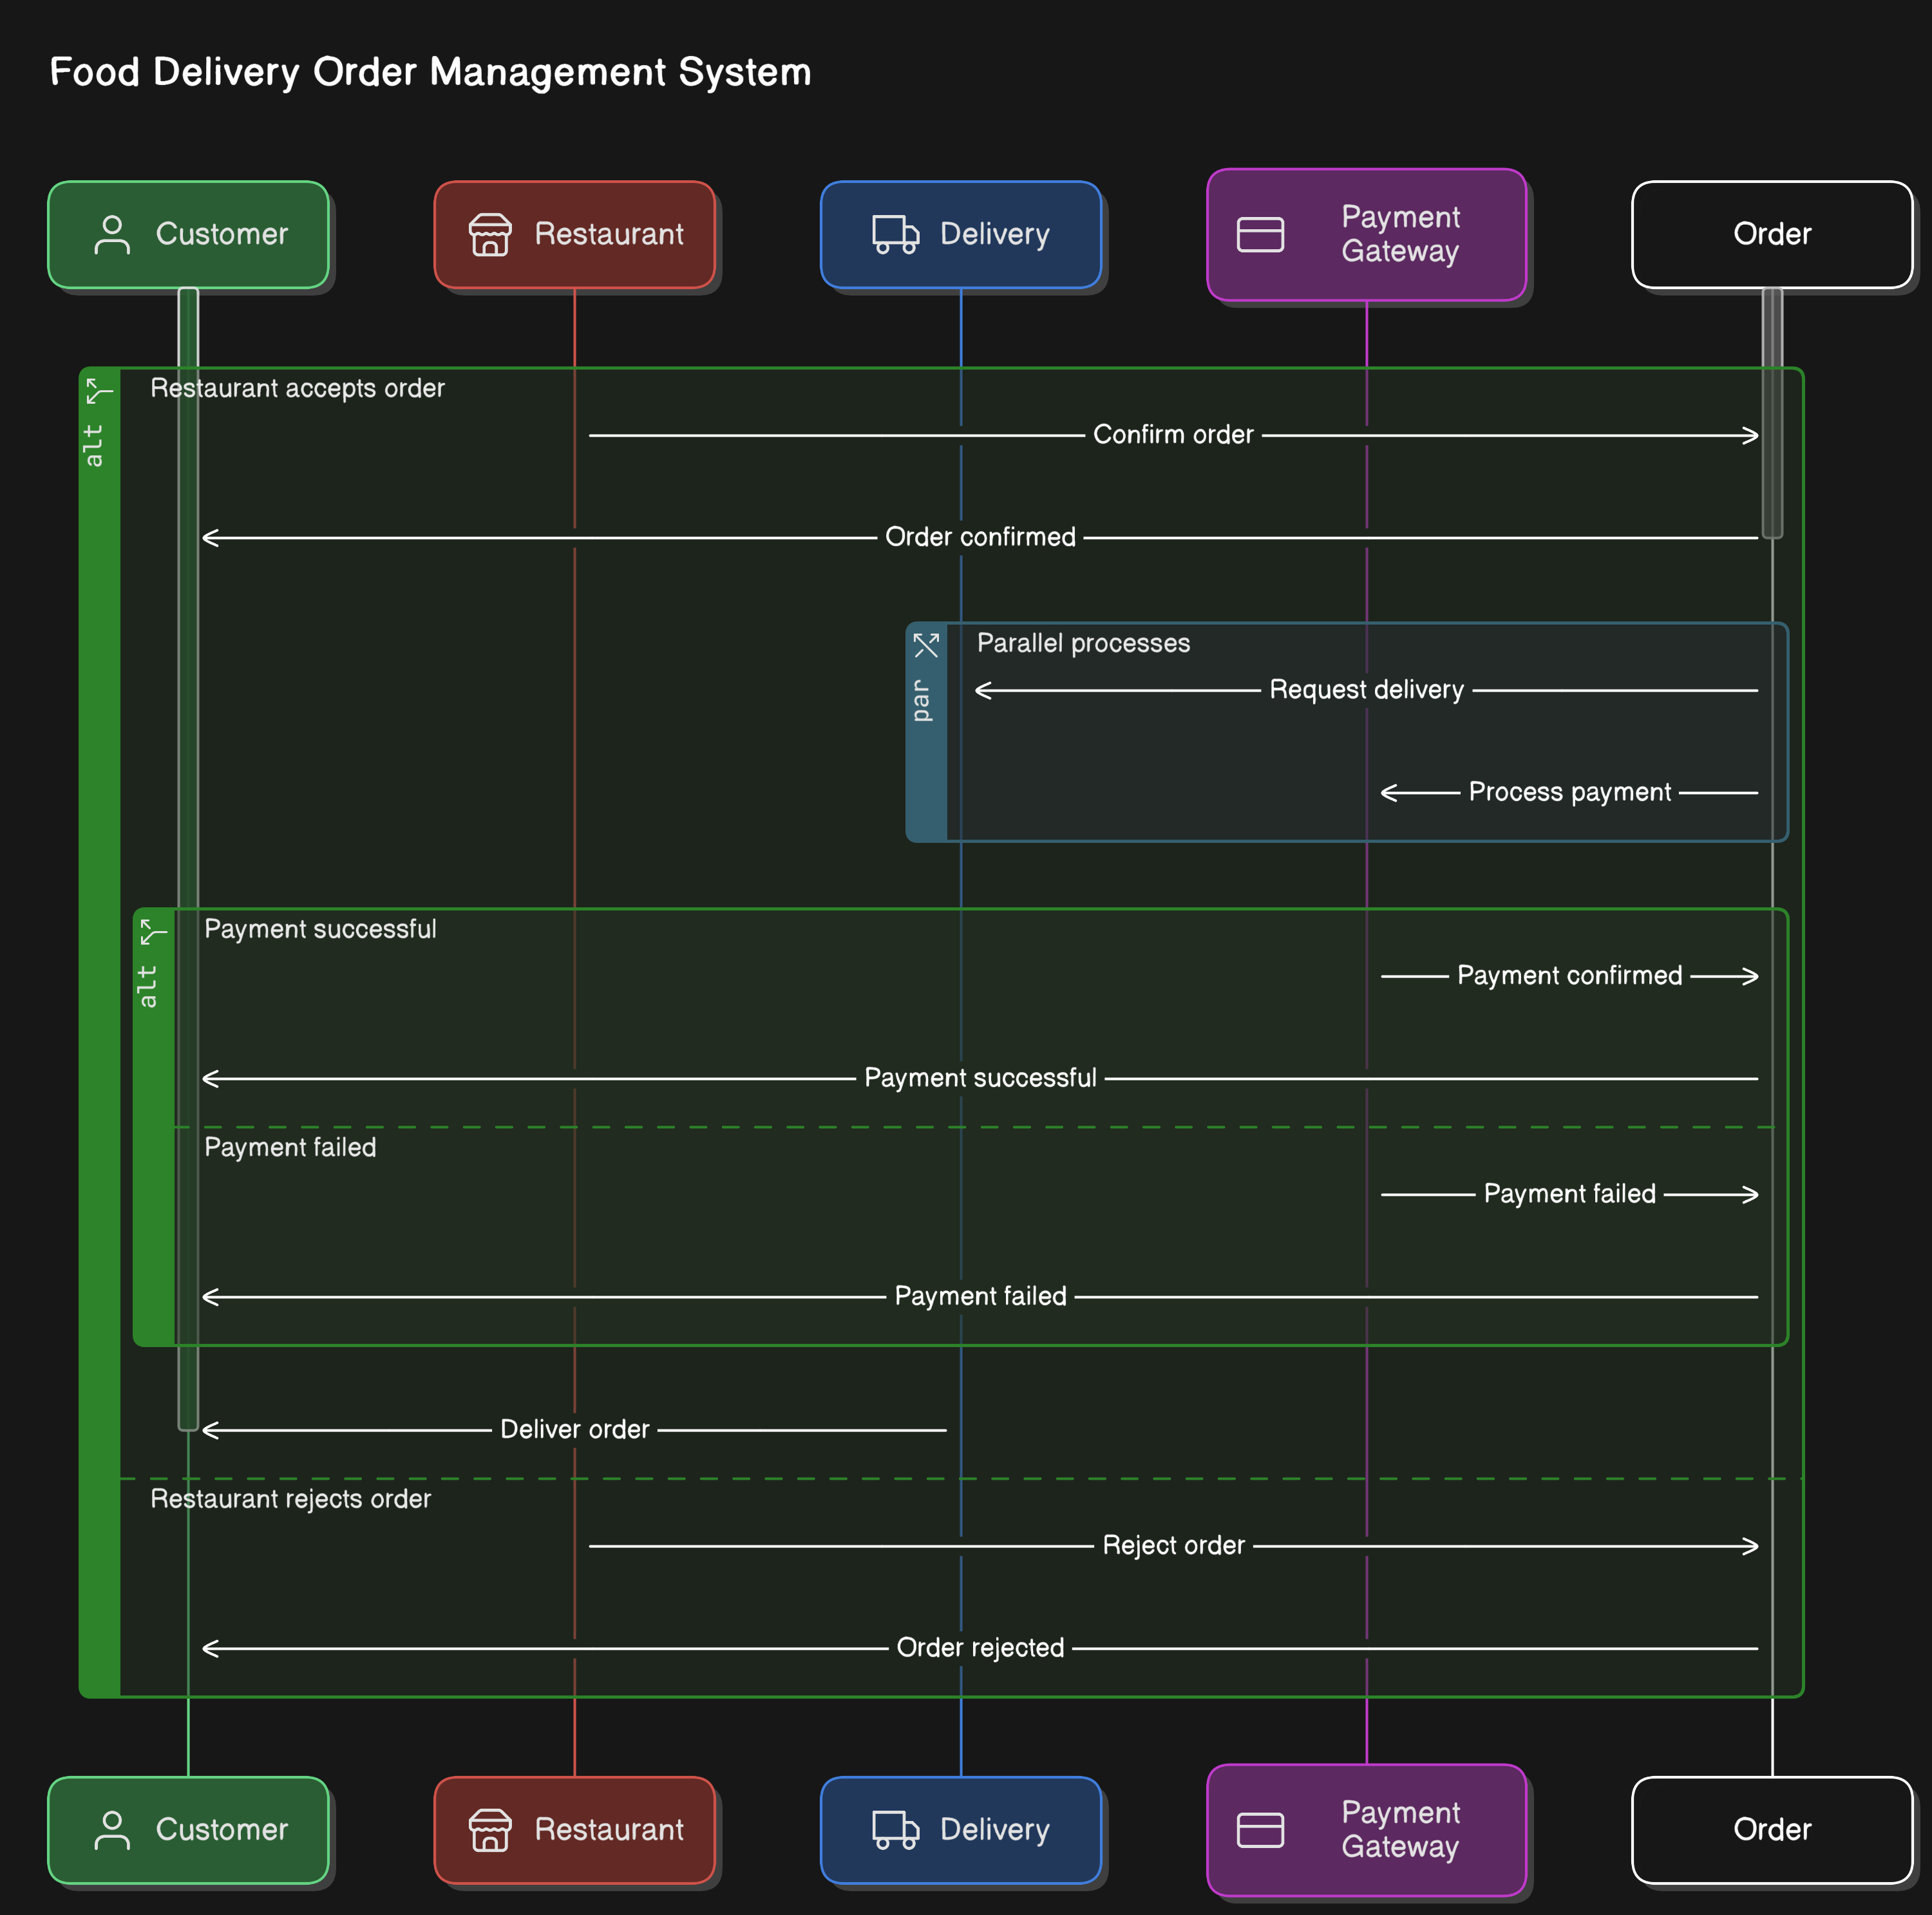 Food Delivery Order Management System
Customer
Restaurant
Delivery
Payment
Gateway
Order
alt
Restaurant accepts order
Confirm order
Order confirmed
par
Parallel processes
Request delivery
Process payment
alt
Payment successful
Payment confirmed
Payment successful
Payment failed
Payment failed
Payment failed
Deliver order
Restaurant rejects order
Reject order
Order rejected
Customer
Restaurant
Delivery
Payment
Gateway
Order